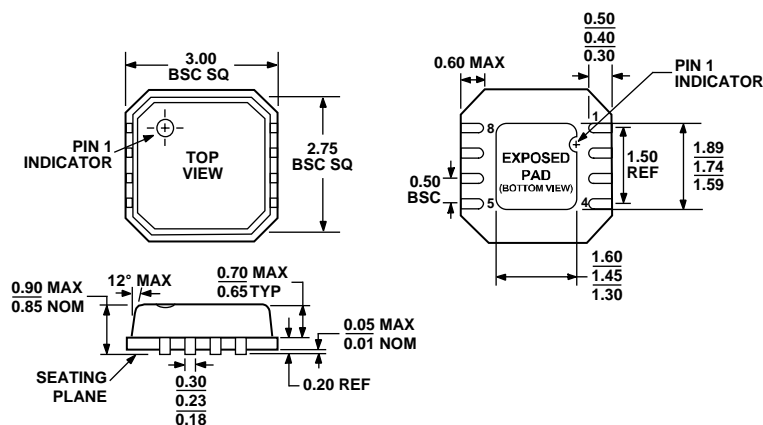 3.00
BSC SQ
PIN 1
INDICATOR
TOP
VIEW
2.75
BSC SQ
0.60 MAX
0.50
0.40
0.30
PIN 1
INDICATOR
8
1
EXPOSED
PAD
(BOTTOM VIEW)
5
4
0.50
BSC
1.50
REF
1.89
1.74
1.59
1.60
1.45
1.30
0.90 MAX
0.85 NOM
12° MAX
0.70 MAX
0.65 TYP
0.05 MAX
0.01 NOM
SEATING
PLANE
0.30
0.23
0.18
0.20 REF